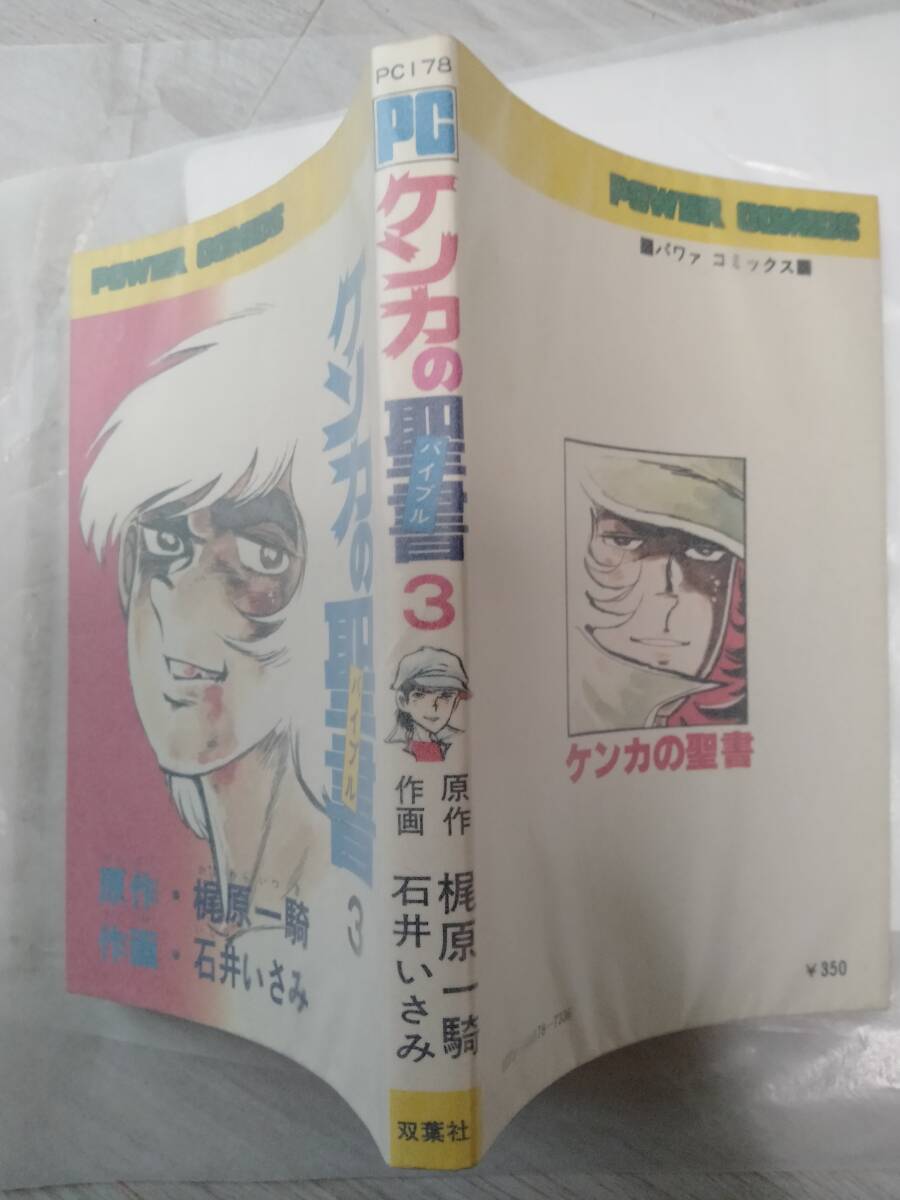 POWER COMICS
ケンカの聖書
バイブル
3
原作・梶原一騎
作画・石井いさみ
PC178
PC
ケンカの聖書
バイブル
3
原作 梶原一騎
作画 石井いさみ
双葉社
POWER COMICS
■パワァ コミックス■
ケンカの聖書
￥350